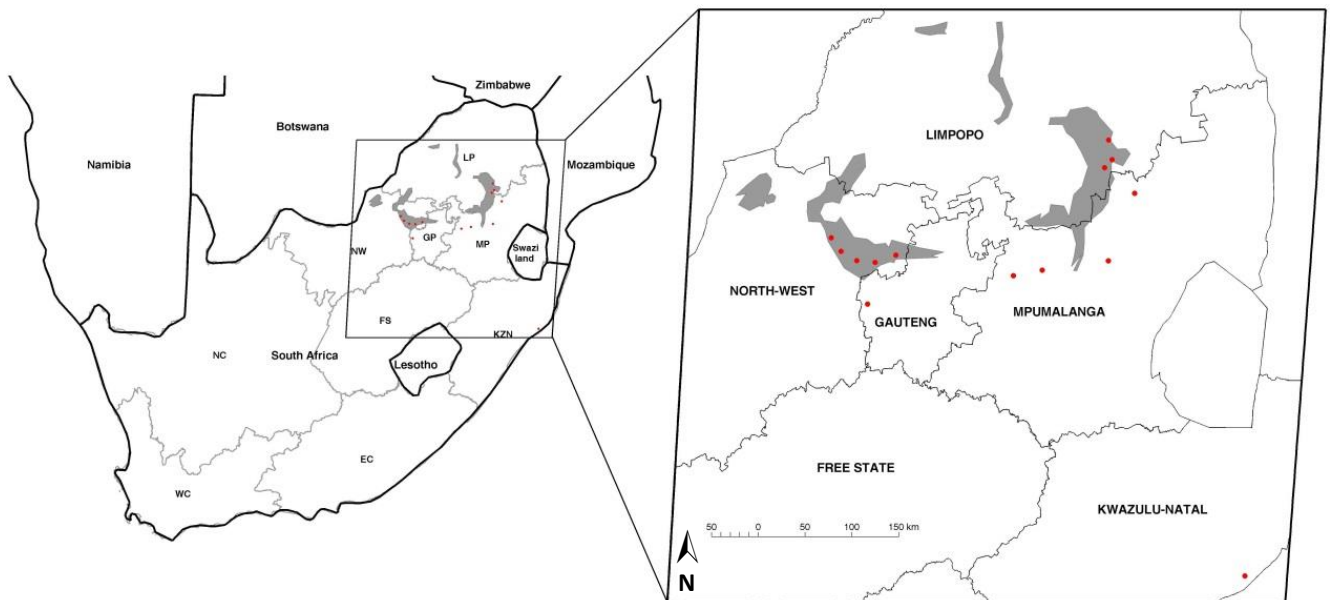 Zimbabwe
Botswana
Namibia
LP
Mozambique
NW
GP
MP
Swazi
land
FS
KZN
NC
South Africa
Lesotho
EC
WC
LIMPOPO
NORTH-WEST
GAUTENG
MPUMALANGA
FREE STATE
KWAZULU-NATAL
50 0 50 100 150 km
N